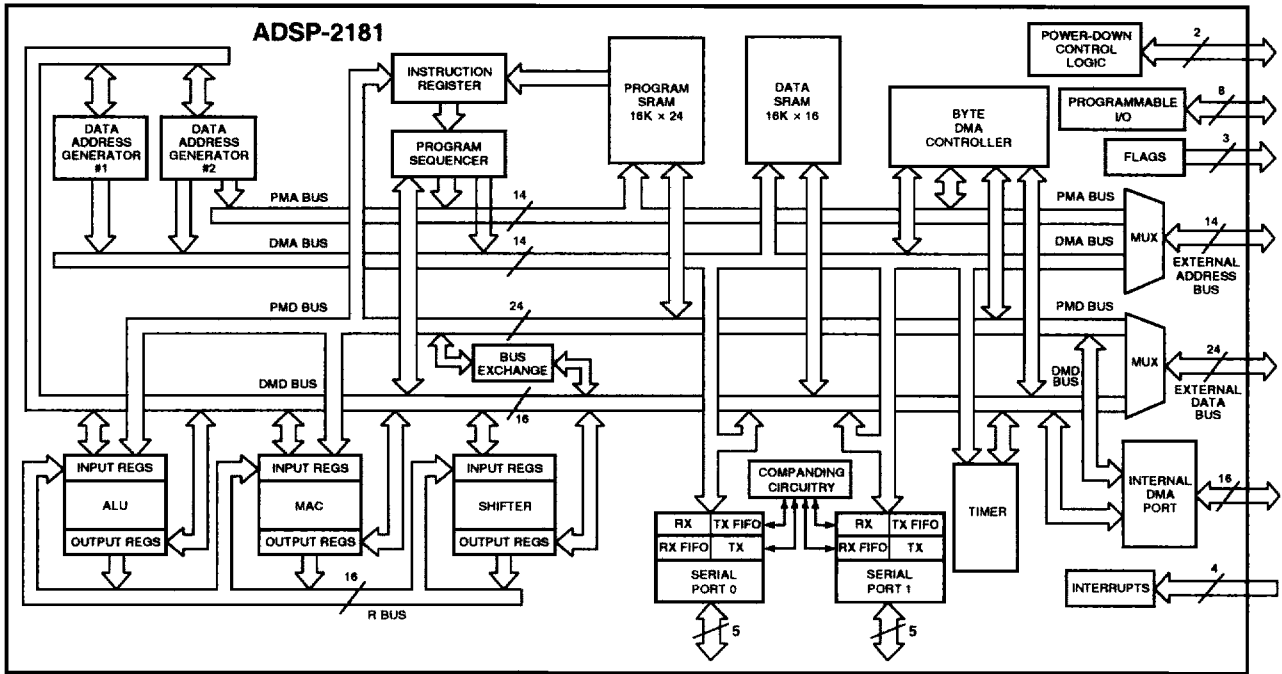 ADSP-2181
INSTRUCTION
REGISTER
PROGRAM
SRAM
16K × 24
DATA
SRAM
16K × 16
BYTE
DMA
CONTROLLER
POWER-DOWN
CONTROL
LOGIC
2
PROGRAMMABLE
I/O
8
FLAGS
3
DATA
ADDRESS
GENERATOR
#1
DATA
ADDRESS
GENERATOR
#2
PROGRAM
SEQUENCER
PMA BUS
14
PMA BUS
DMA BUS
14
DMA BUS
MUX
14
EXTERNAL
ADDRESS
BUS
PMD BUS
24
PMD BUS
BUS
EXCHANGE
DMD BUS
16
DMD
BUS
MUX
24
EXTERNAL
DATA
BUS
INPUT REGS
ALU
OUTPUT REGS
INPUT REGS
MAC
OUTPUT REGS
INPUT REGS
SHIFTER
OUTPUT REGS
16
R BUS
COMPANDING
CIRCUITRY
RX
TX FIFO
RX FIFO
TX
SERIAL
PORT 0
5
RX
TX FIFO
RX FIFO
TX
SERIAL
PORT 1
5
TIMER
INTERNAL
DMA
PORT
16
INTERRUPTS
4